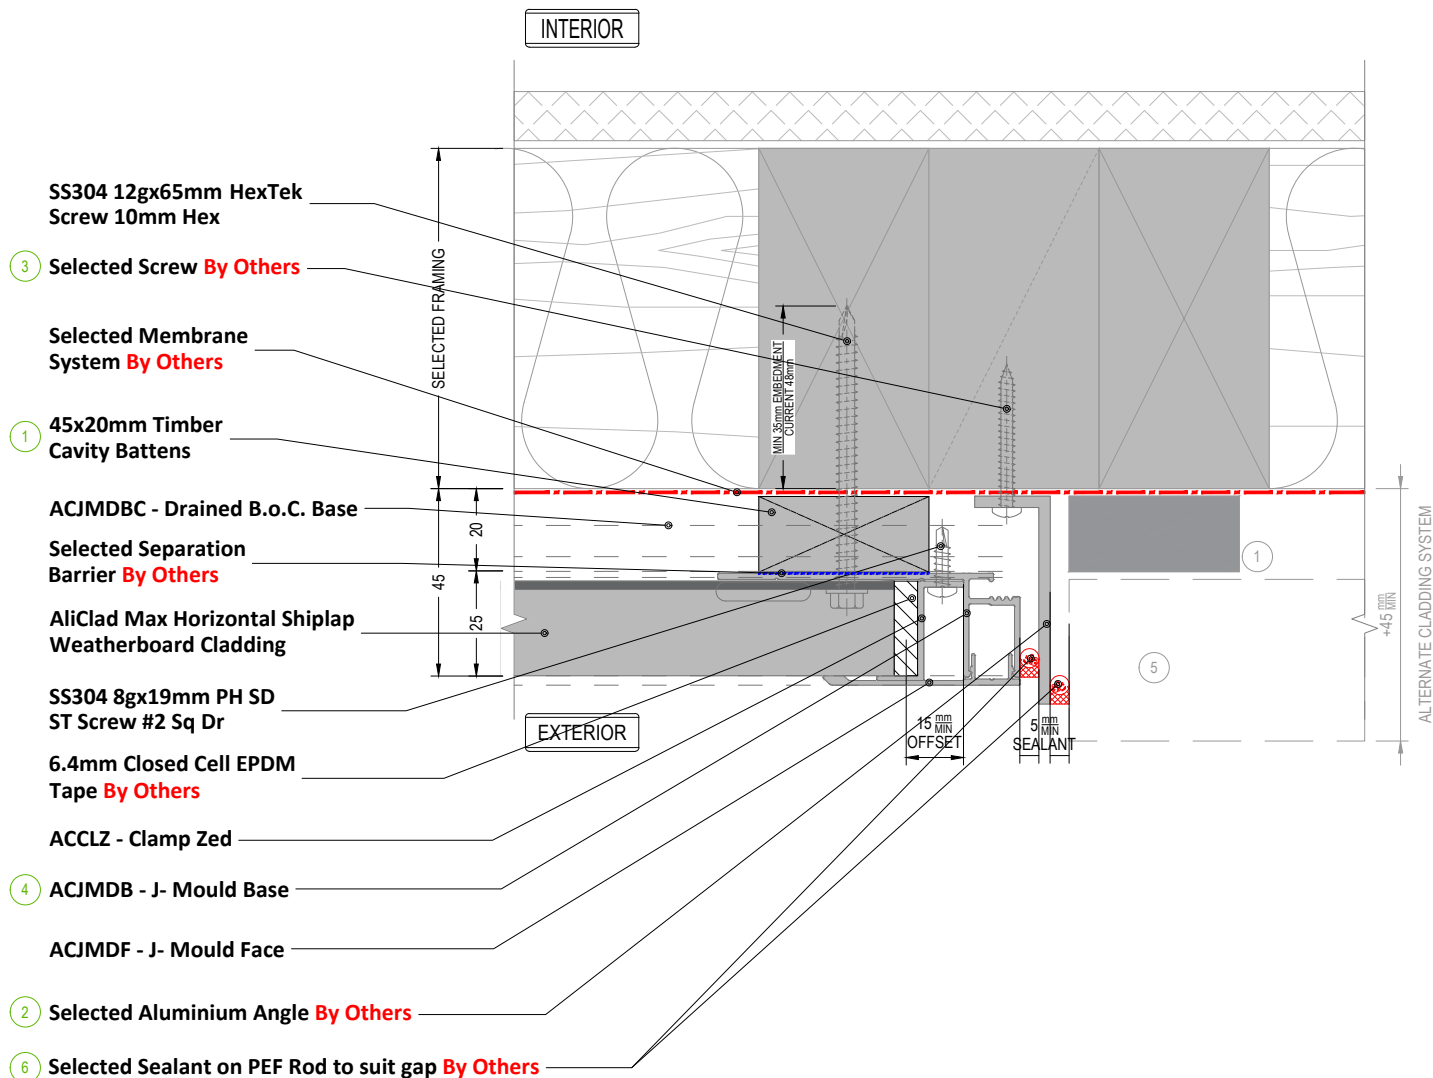 INTERIOR
SS304 12gx65mm HexTek
Screw 10mm Hex
3 Selected Screw By Others
Selected Membrane
System By Others
1 45x20mm Timber
Cavity Battens
ACJMDBC - Drained B.o.C. Base
Selected Separation
Barrier By Others
AliClad Max Horizontal Shiplap
Weatherboard Cladding
SS304 8gx19mm PH SD
ST Screw #2 Sq Dr
6.4mm Closed Cell EPDM
Tape By Others
ACCLZ - Clamp Zed
4 ACJMDB - J- Mould Base
ACJMDF - J- Mould Face
2 Selected Aluminium Angle By Others
6 Selected Sealant on PEF Rod to suit gap By Others
SELECTED FRAMING
45
20
25
MIN 35mm EMBEDMENT
CURRENT 48mm
EXTERIOR
15 mm MIN
OFFSET
5 mm MIN
SEALANT
1
5
+45 mm MIN
ALTERNATE CLADDING SYSTEM